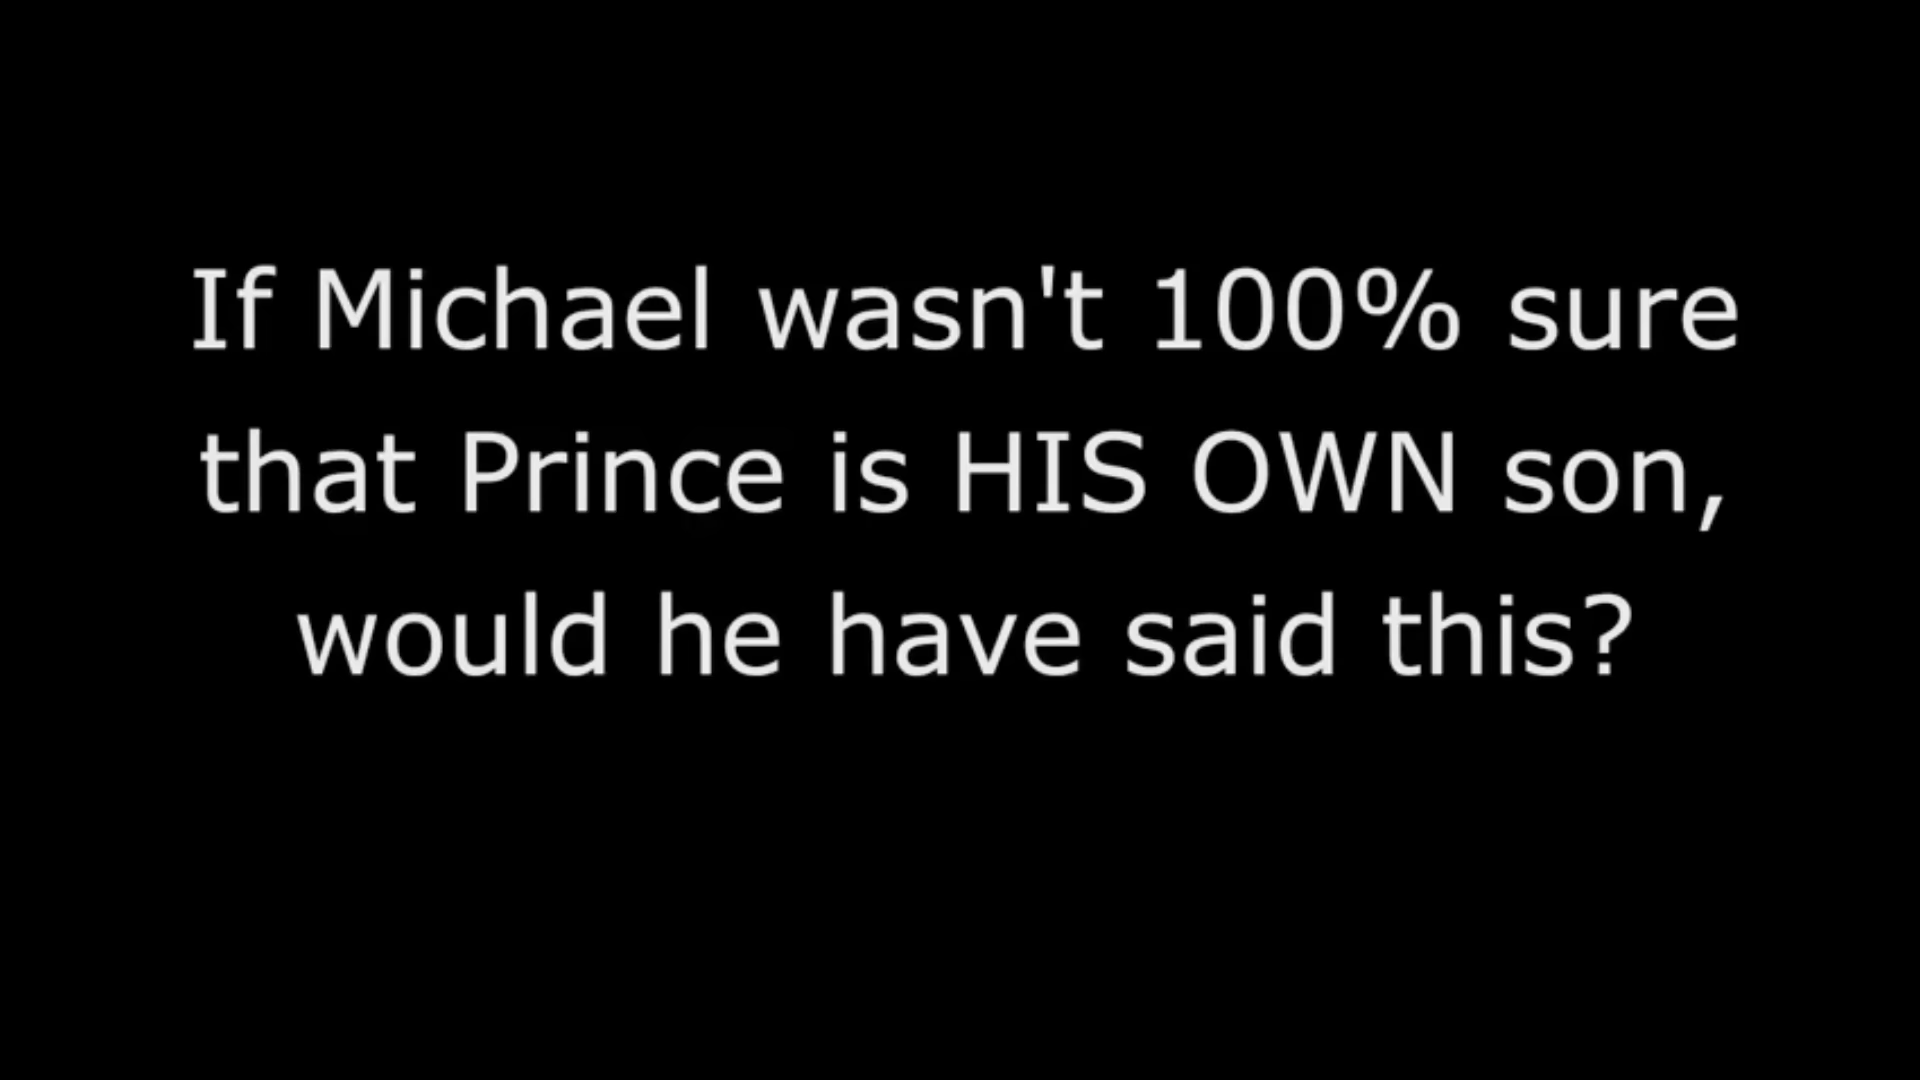 If Michael wasn't 100% sure
that Prince is HIS OWN son,
would he have said this?